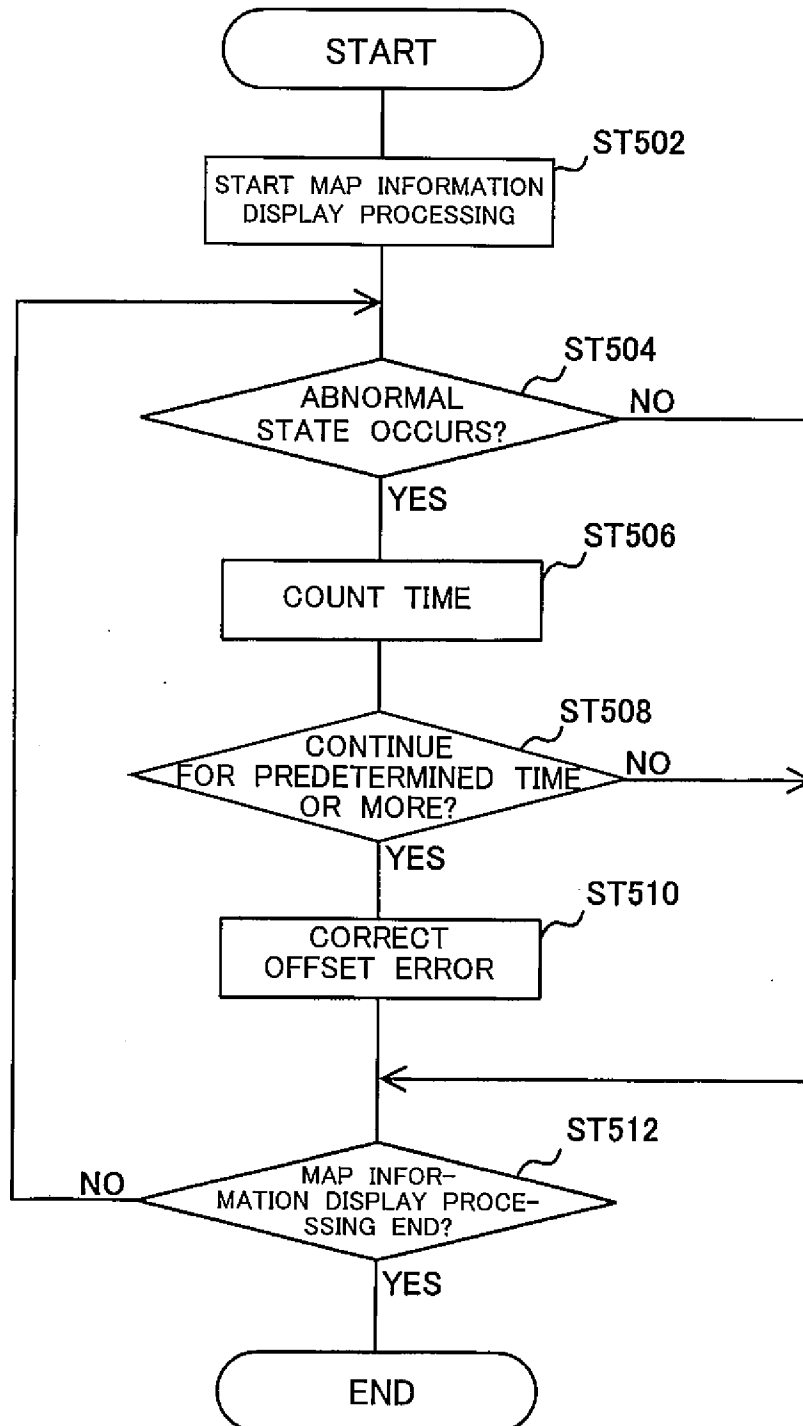 START
ST502
START MAP INFORMATION
DISPLAY PROCESSING
ST504
ABNORMAL
STATE OCCURS?
NO
YES
ST506
COUNT TIME
ST508
CONTINUE
FOR PREDETERMINED TIME
OR MORE?
NO
YES
ST510
CORRECT
OFFSET ERROR
ST512
MAP INFOR-
MATION DISPLAY PROCE-
SSING END?
NO
YES
END